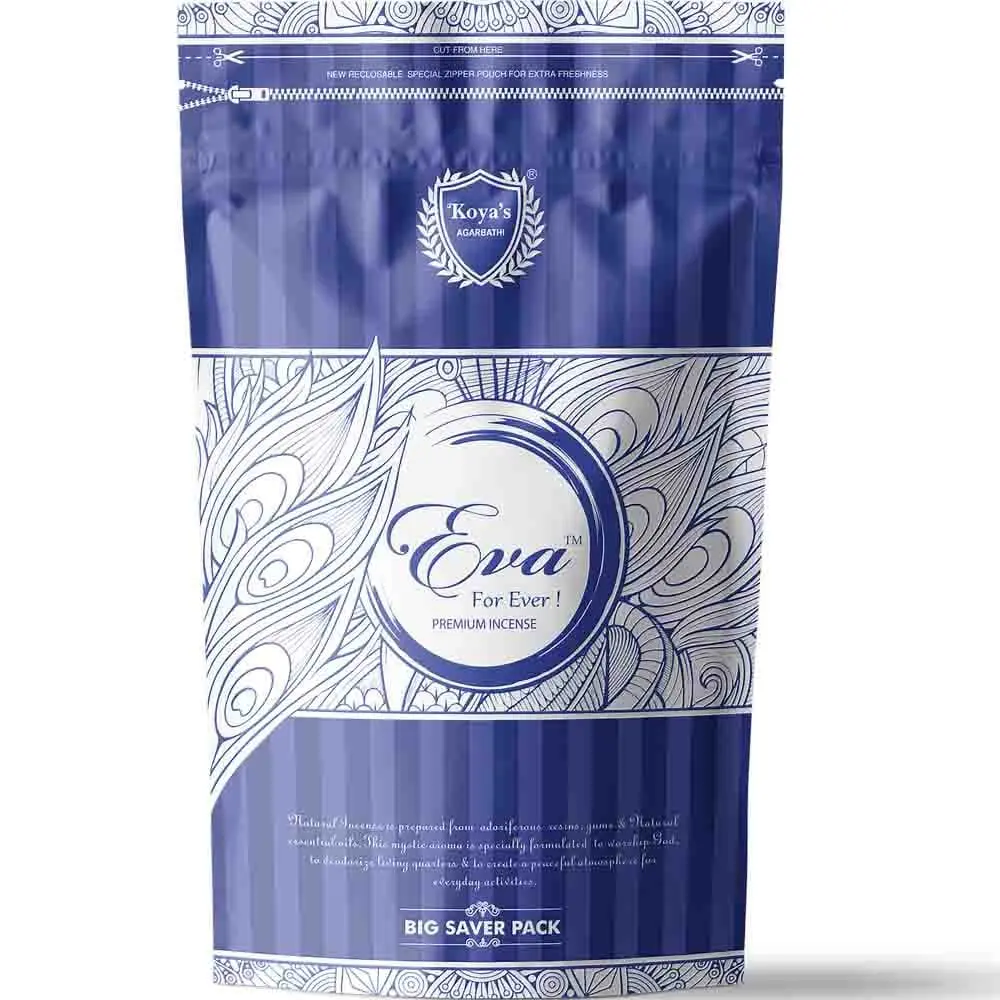 CUT FROM HERE
NEW RECLOSABLE SPECIAL ZIPPER POUCH FOR EXTRA FRESHNESS
®
Koya's
AGARBATHI
Eva™
For Ever !
PREMIUM INCENSE
Natural Incense is prepared from odoriferous resins, gums & Natural
essential oils. This mystic aroma is specially formulated to worship God,
to deodorize living quarters & to create a peaceful atmosphere for
everyday activities.
BIG SAVER PACK